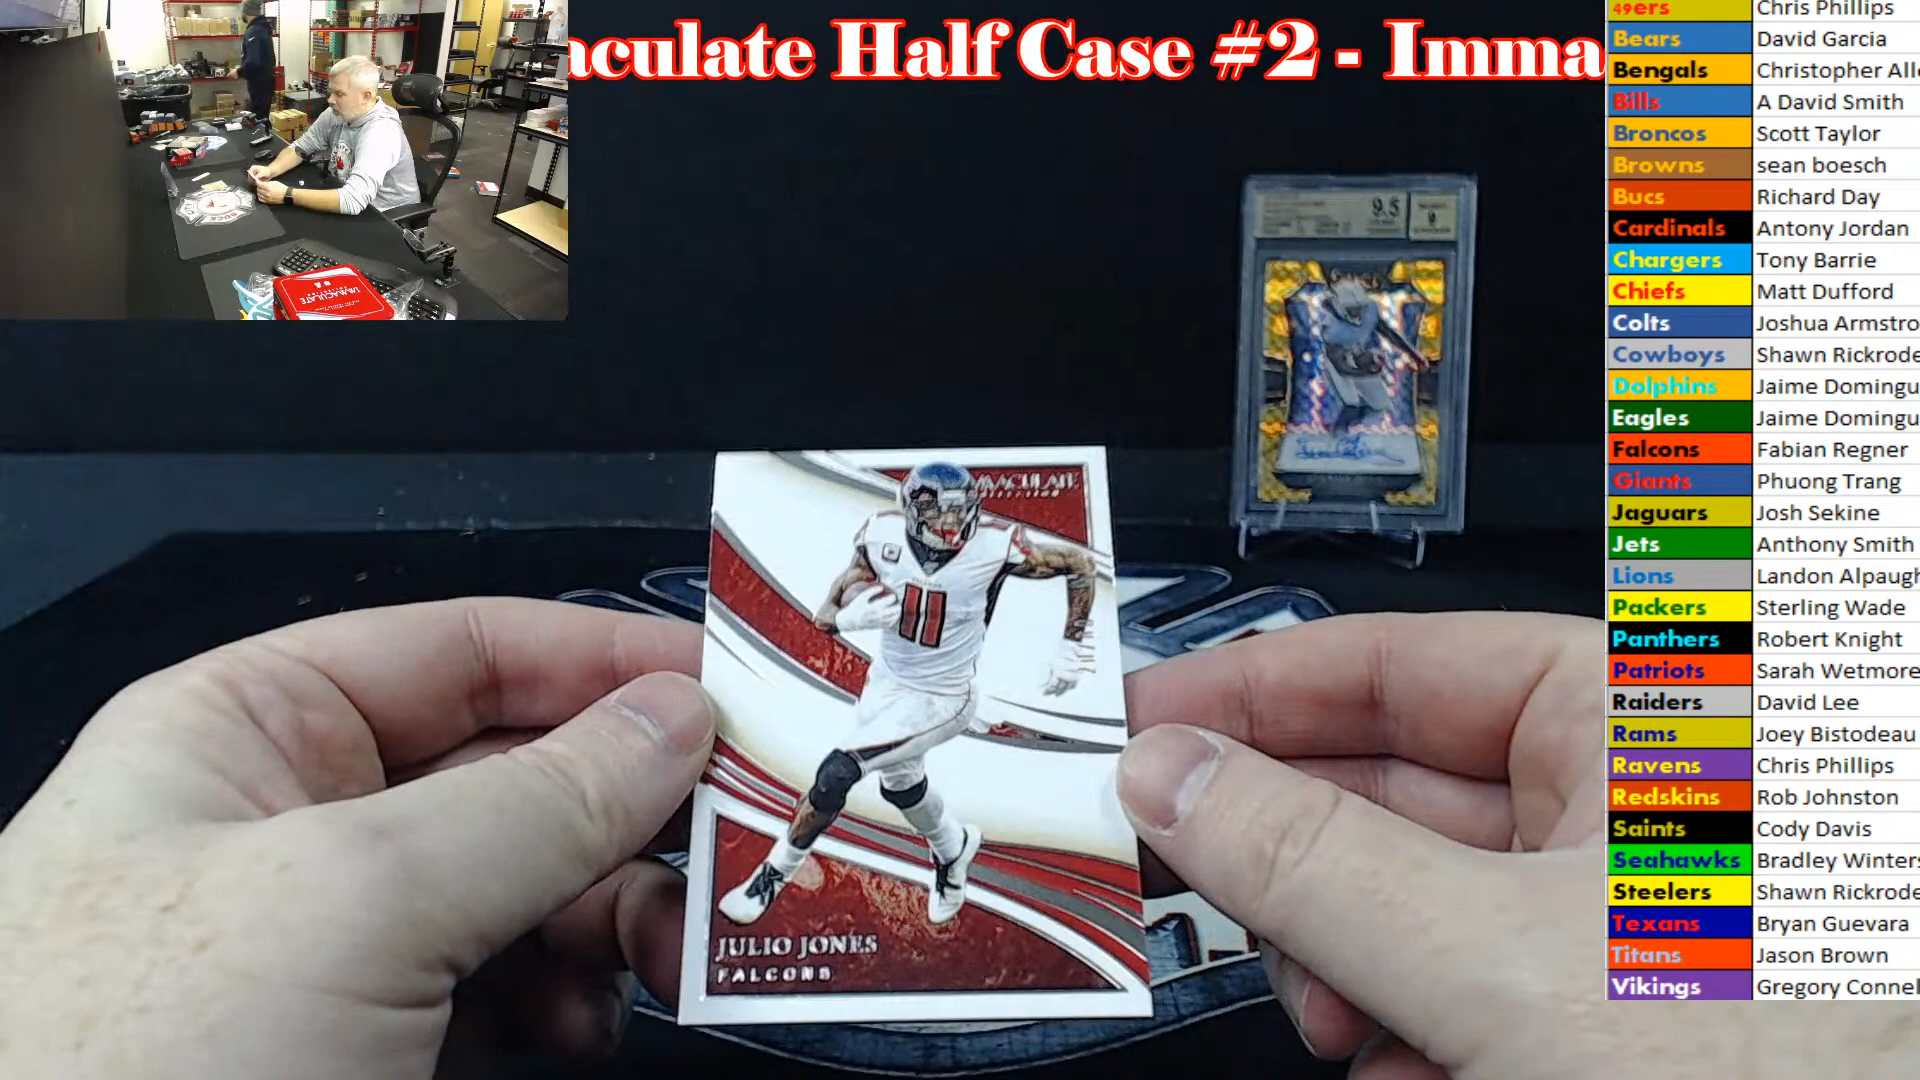 aculate Half Case #2 - Imma
49ers Chris Phillips
Bears David Garcia
Bengals Christopher Alle
Bills A David Smith
Broncos Scott Taylor
Browns sean boesch
Bucs Richard Day
Cardinals Antony Jordan
Chargers Tony Barrie
Chiefs Matt Dufford
Colts Joshua Armstro
Cowboys Shawn Rickrode
Dolphins Jaime Domingu
Eagles Jaime Domingu
Falcons Fabian Regner
Giants Phuong Trang
Jaguars Josh Sekine
Jets Anthony Smith
Lions Landon Alpaugh
Packers Sterling Wade
Panthers Robert Knight
Patriots Sarah Wetmore
Raiders David Lee
Rams Joey Bistodeau
Ravens Chris Phillips
Redskins Rob Johnston
Saints Cody Davis
Seahawks Bradley Winters
Steelers Shawn Rickrode
Texans Bryan Guevara
Titans Jason Brown
Vikings Gregory Connel
9.5
9
IMMACULATE
11
JULIO JONES
FALCONS
IMMACULATE